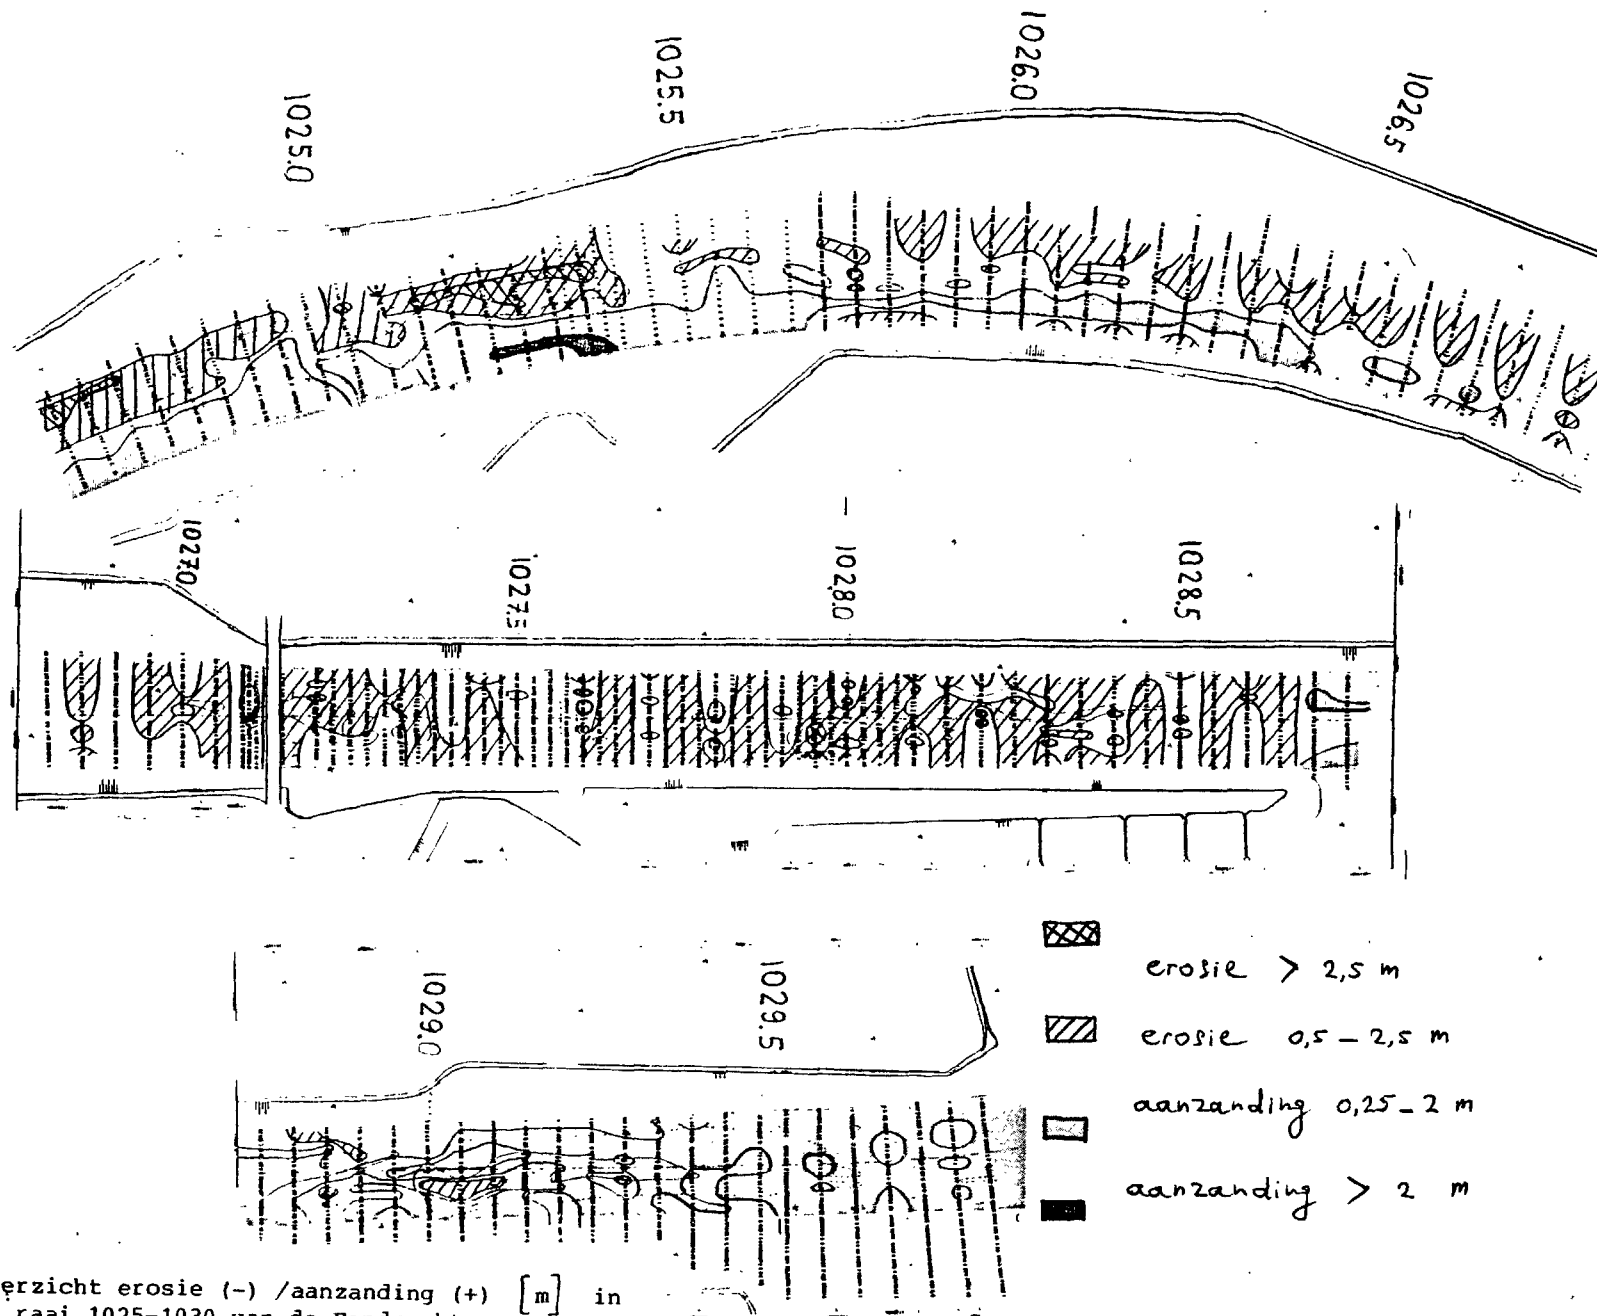 1025.0
1025.5
1026.0
1026.5
1027.0
1027.5
1028.0
1028.5
1029.0
1029.5
erosie > 2,5 m
erosie 0,5 - 2,5 m
aanzanding 0,25 - 2 m
aanzanding > 2 m
erzicht erosie (-) /aanzanding (+) [m] in
raai 1025-1030 van de